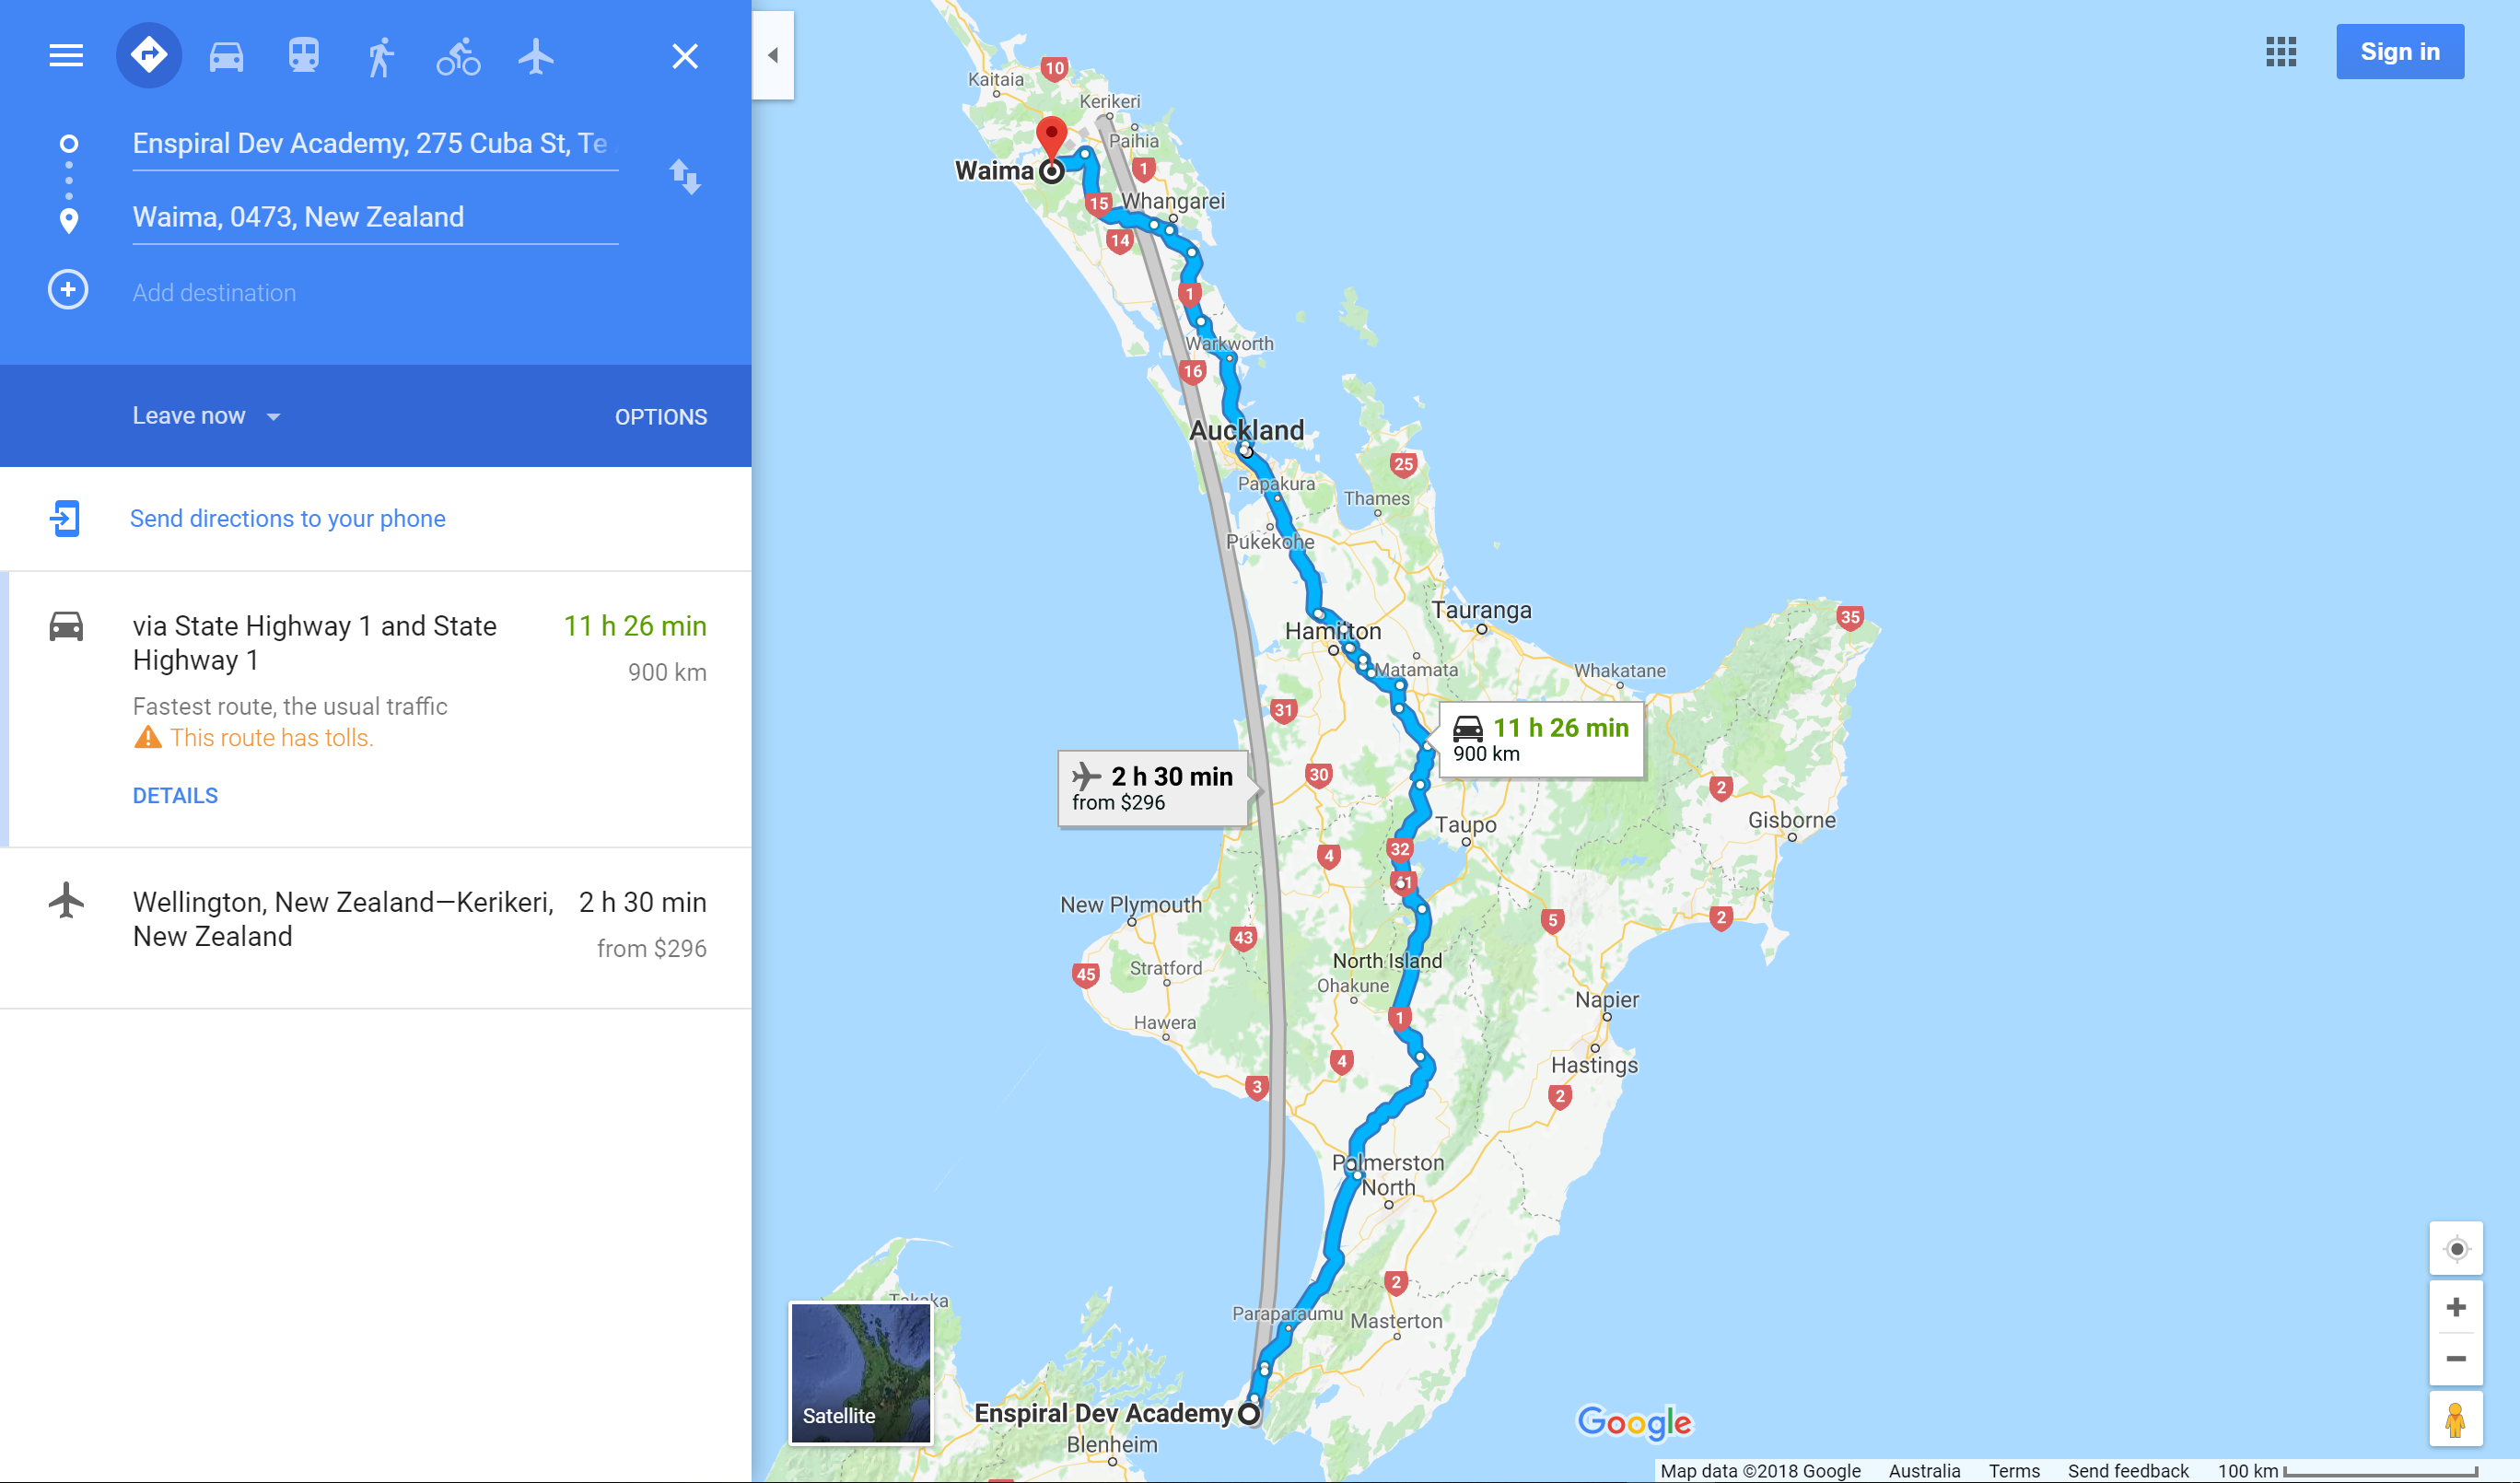 Enspiral Dev Academy, 275 Cuba St, Te
Waima, 0473, New Zealand
Add destination
Leave now
OPTIONS
Send directions to your phone
via State Highway 1 and State
Highway 1
11 h 26 min
900 km
Fastest route, the usual traffic
This route has tolls.
DETAILS
Wellington, New Zealand—Kerikeri,
New Zealand
2 h 30 min
from $296
Sign in
Kaitaia
10
Kerikeri
Paihia
Waima
1
15
Whangarei
14
1
Warkworth
16
Auckland
25
Papakura
Thames
Pukekohe
Tauranga
35
Hamilton
Matamata
Whakatane
31
11 h 26 min
900 km
2 h 30 min
from $296
30
2
Gisborne
Taupo
32
4
41
New Plymouth
5
2
43
North Island
45
Stratford
Ohakune
Napier
Hawera
1
4
Hastings
3
2
Palmerston
North
2
Takaka
Paraparaumu
Masterton
Satellite
Enspiral Dev Academy
Blenheim
Google
Map data ©2018 Google
Australia
Terms
Send feedback
100 km